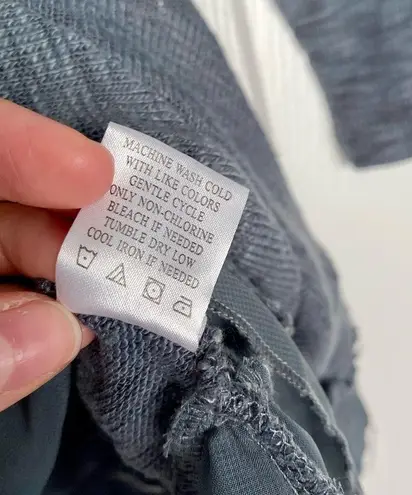 MACHINE WASH COLD
WITH LIKE COLORS
GENTLE CYCLE
ONLY NON-CHLORINE
BLEACH IF NEEDED
TUMBLE DRY LOW
COOL IRON IF NEEDED